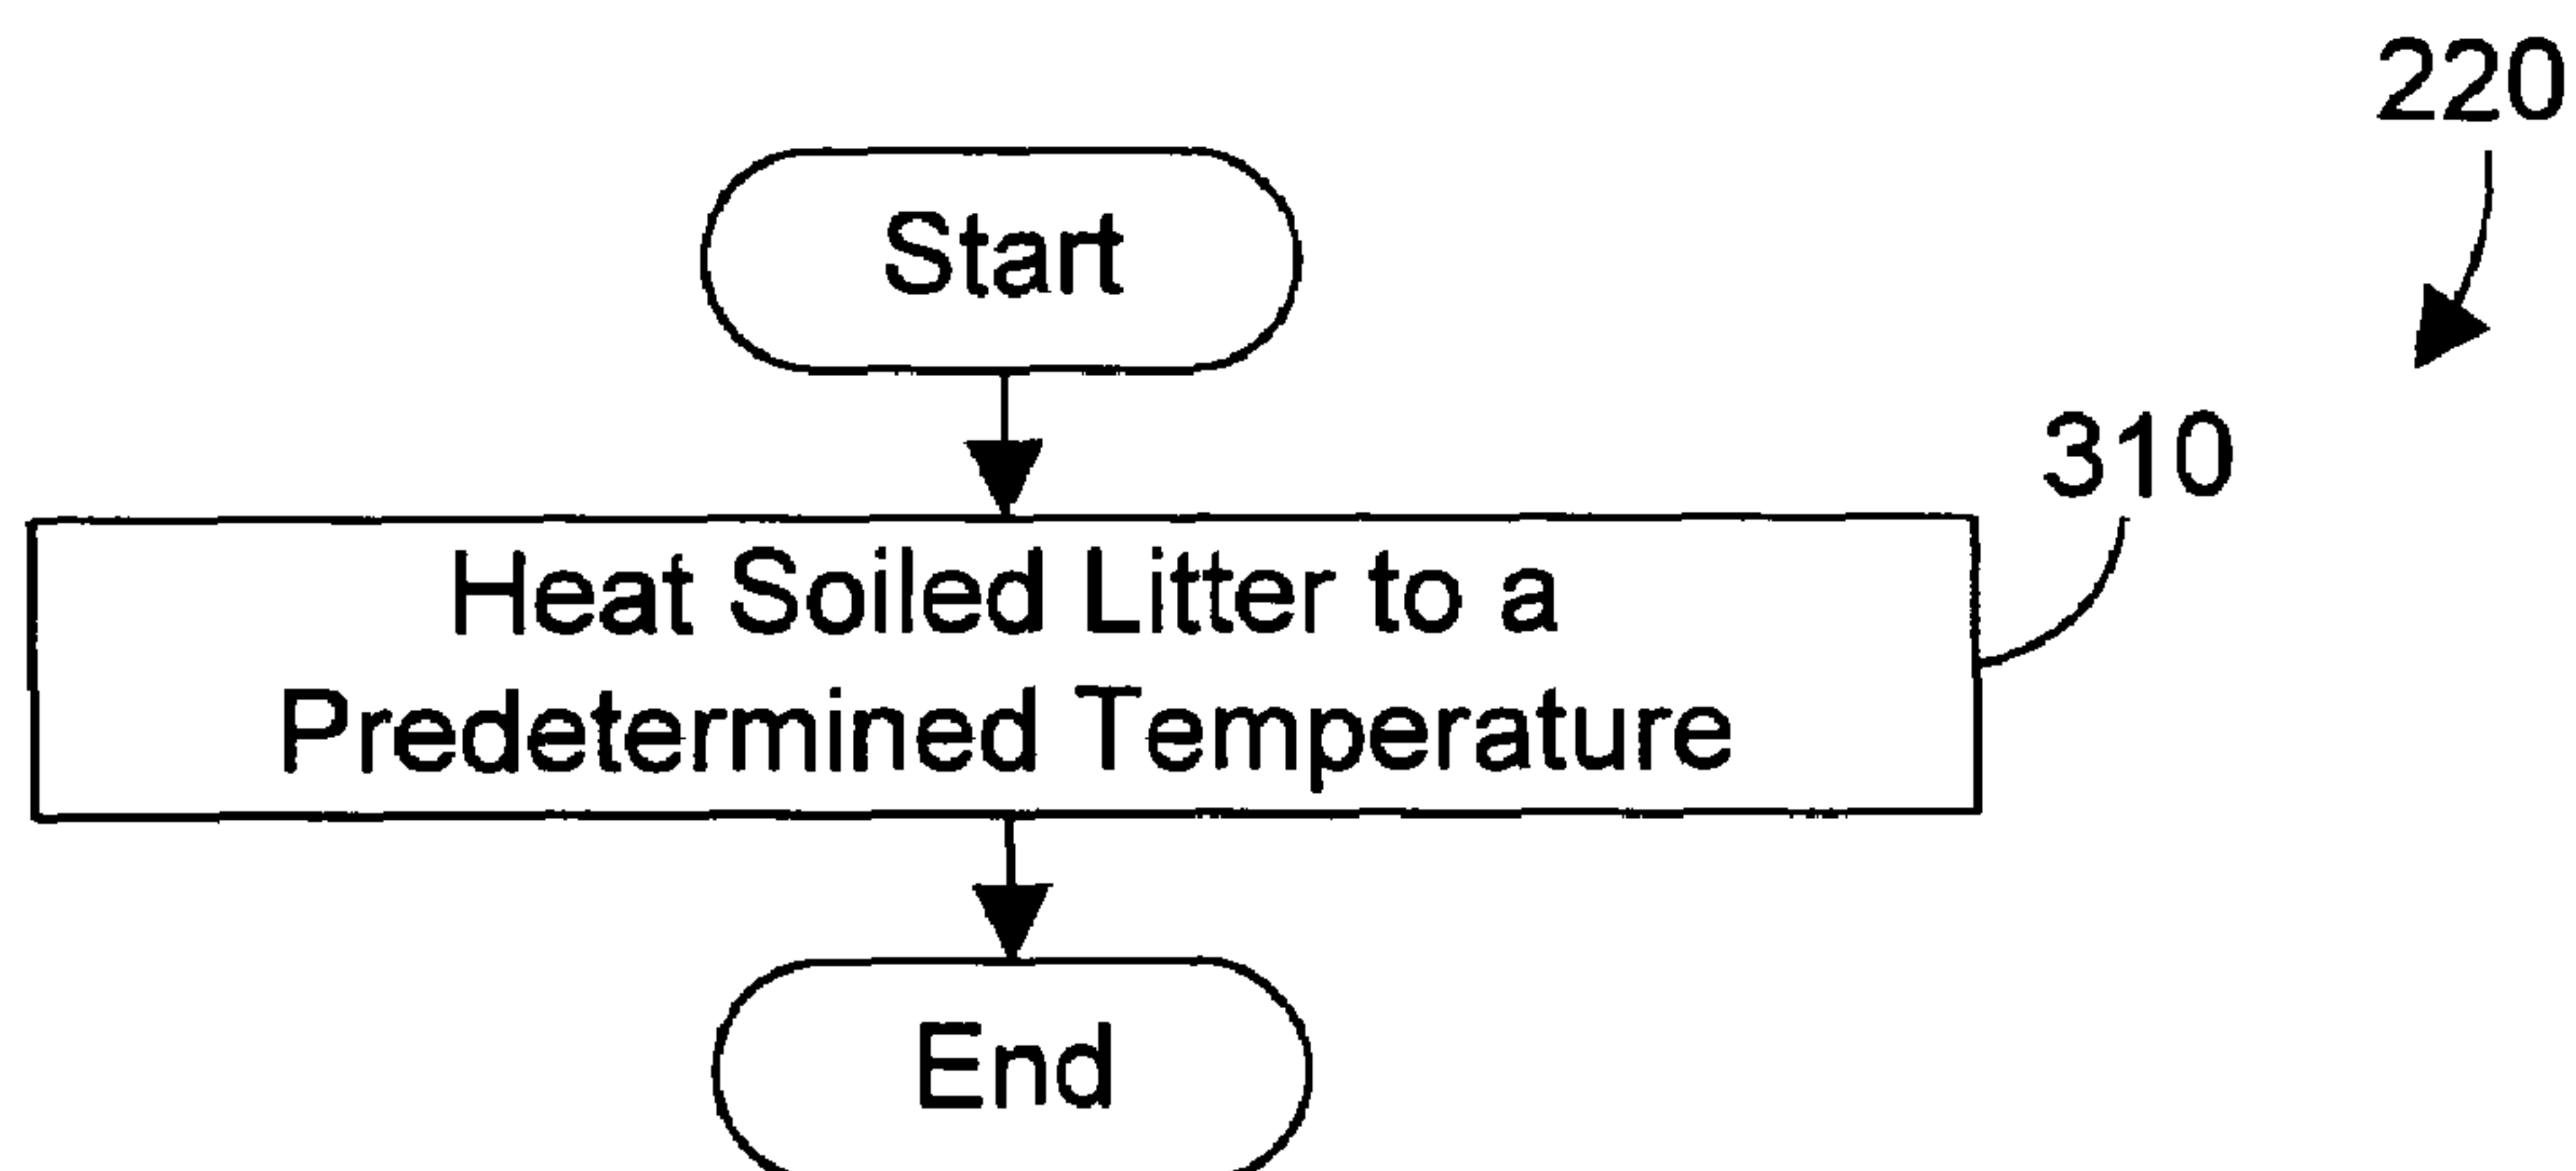 220
Start
310
Heat Soiled Litter to a
Predetermined Temperature
End